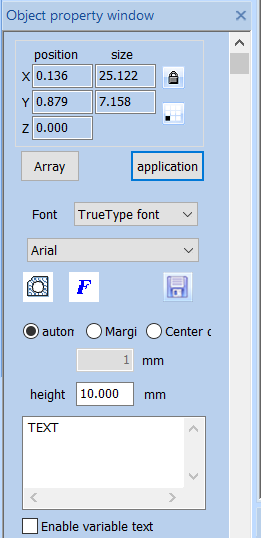 Object property window
position size
X 0.136 25.122
Y 0.879 7.158
Z 0.000
Array application
Font TrueType font
Arial
F
autom Margi Center c
1 mm
height 10.000 mm
TEXT
Enable variable text